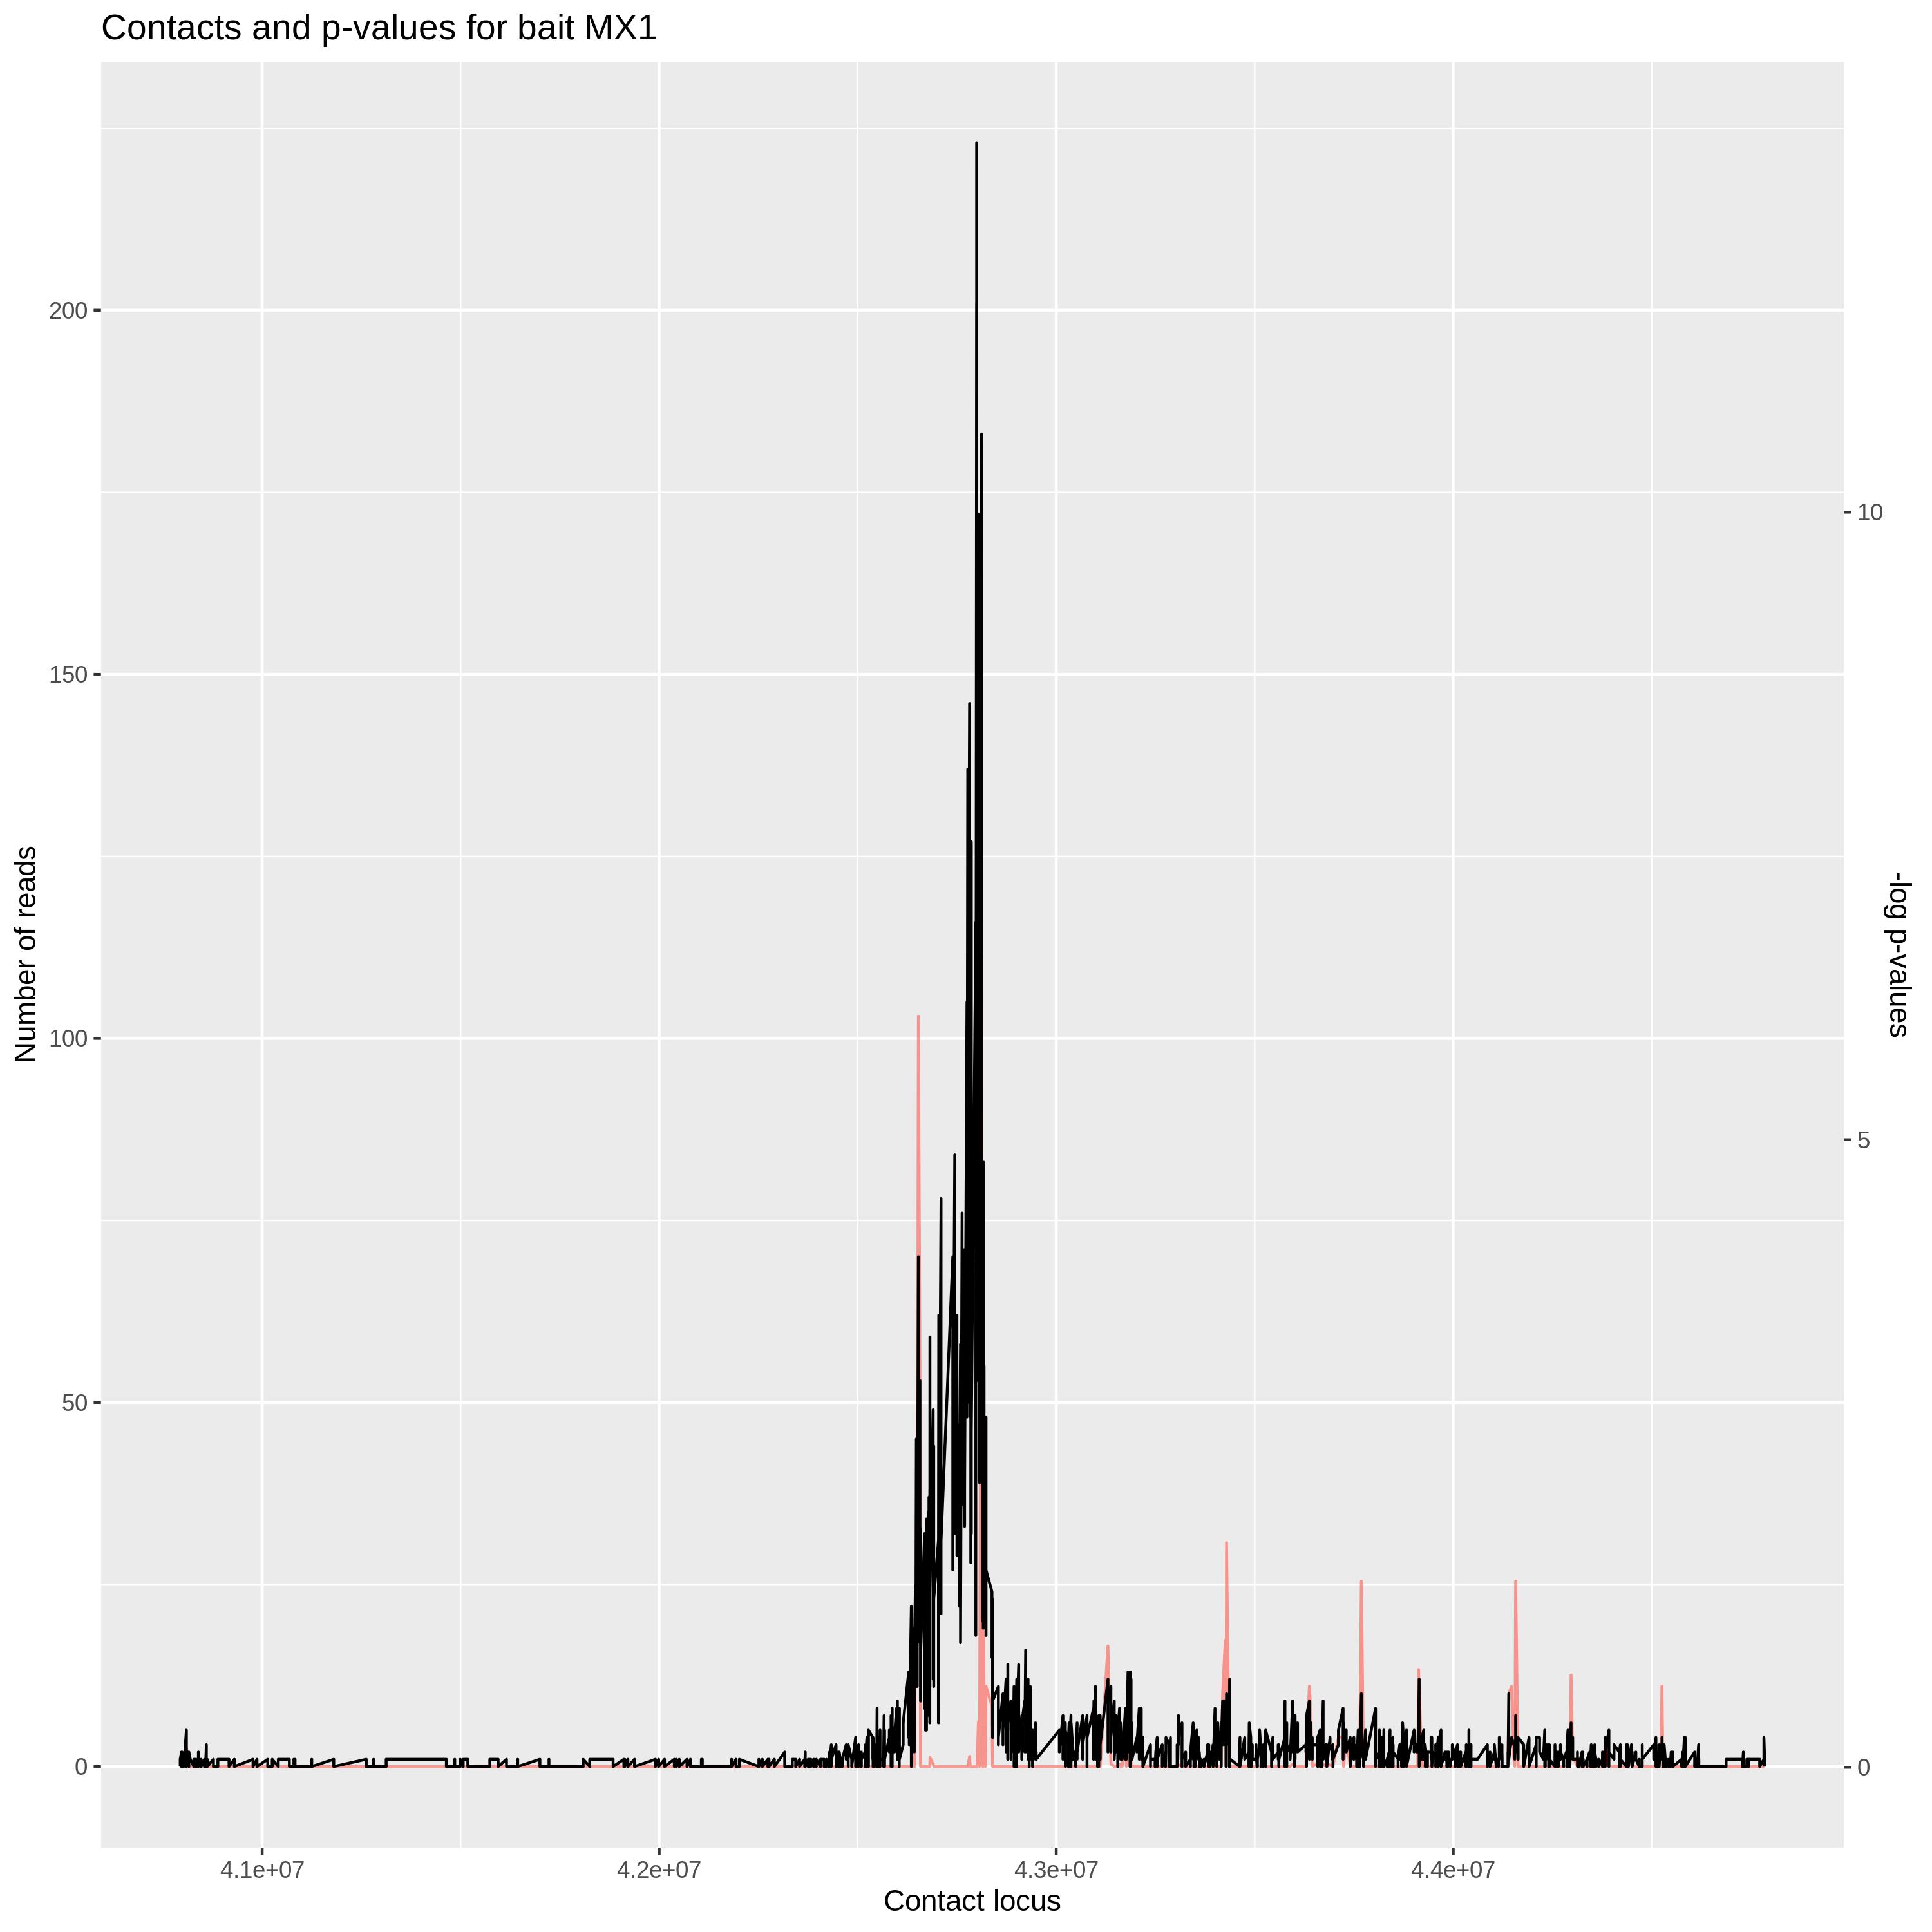 Contacts and p-values for bait MX1
Number of reads
200
150
100
50
0
10
5
0
-log p-values
4.1e+07
4.2e+07
4.3e+07
4.4e+07
Contact locus